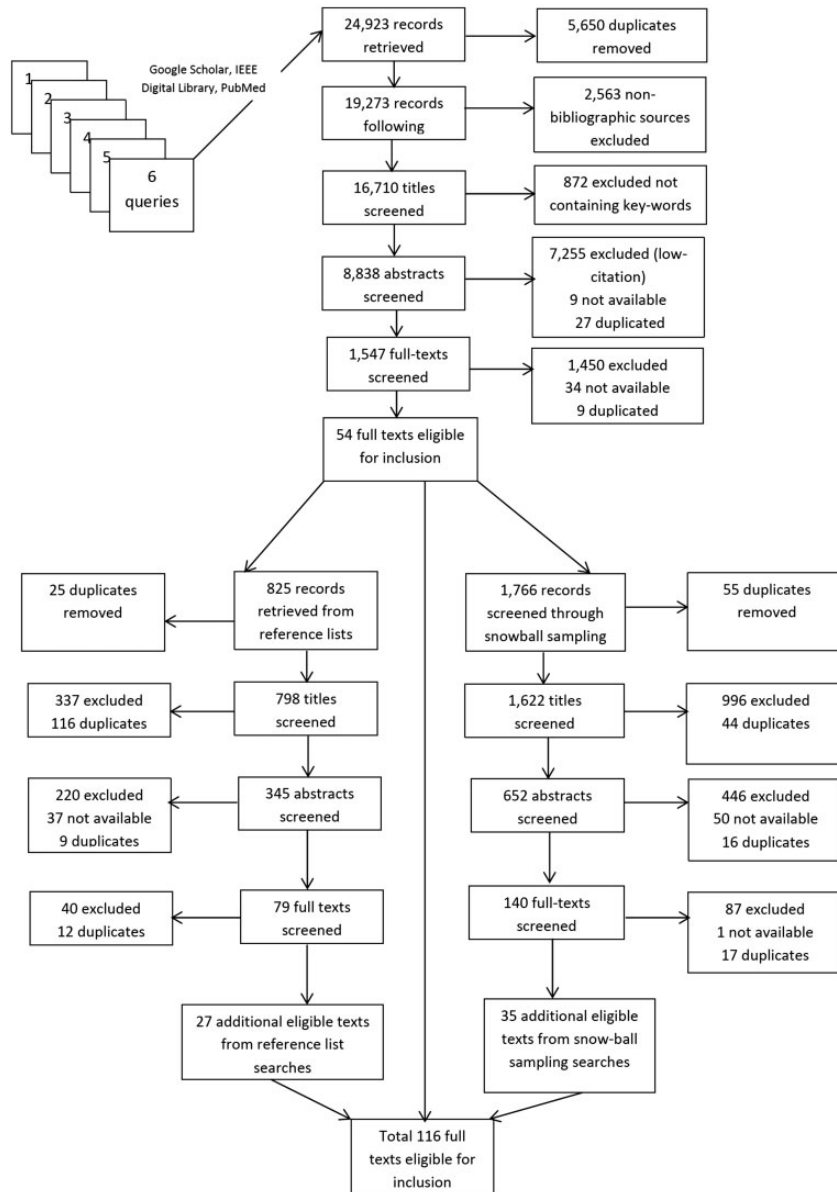 1
2
3
4
5
6
queries
Google Scholar, IEEE
Digital Library, PubMed
24,923 records
retrieved
5,650 duplicates
removed
19,273 records
following
2,563 non-
bibliographic sources
excluded
16,710 titles
screened
872 excluded not
containing key-words
8,838 abstracts
screened
7,255 excluded (low-
citation)
9 not available
27 duplicated
1,547 full-texts
screened
1,450 excluded
34 not available
9 duplicated
54 full texts eligible
for inclusion
25 duplicates
removed
825 records
retrieved from
reference lists
1,766 records
screened through
snowball sampling
55 duplicates
removed
337 excluded
116 duplicates
798 titles
screened
1,622 titles
screened
996 excluded
44 duplicates
220 excluded
37 not available
9 duplicates
345 abstracts
screened
652 abstracts
screened
446 excluded
50 not available
16 duplicates
40 excluded
12 duplicates
79 full texts
screened
140 full-texts
screened
87 excluded
1 not available
17 duplicates
27 additional eligible texts
from reference list
searches
35 additional eligible
texts from snow-ball
sampling searches
Total 116 full
texts eligible for
inclusion